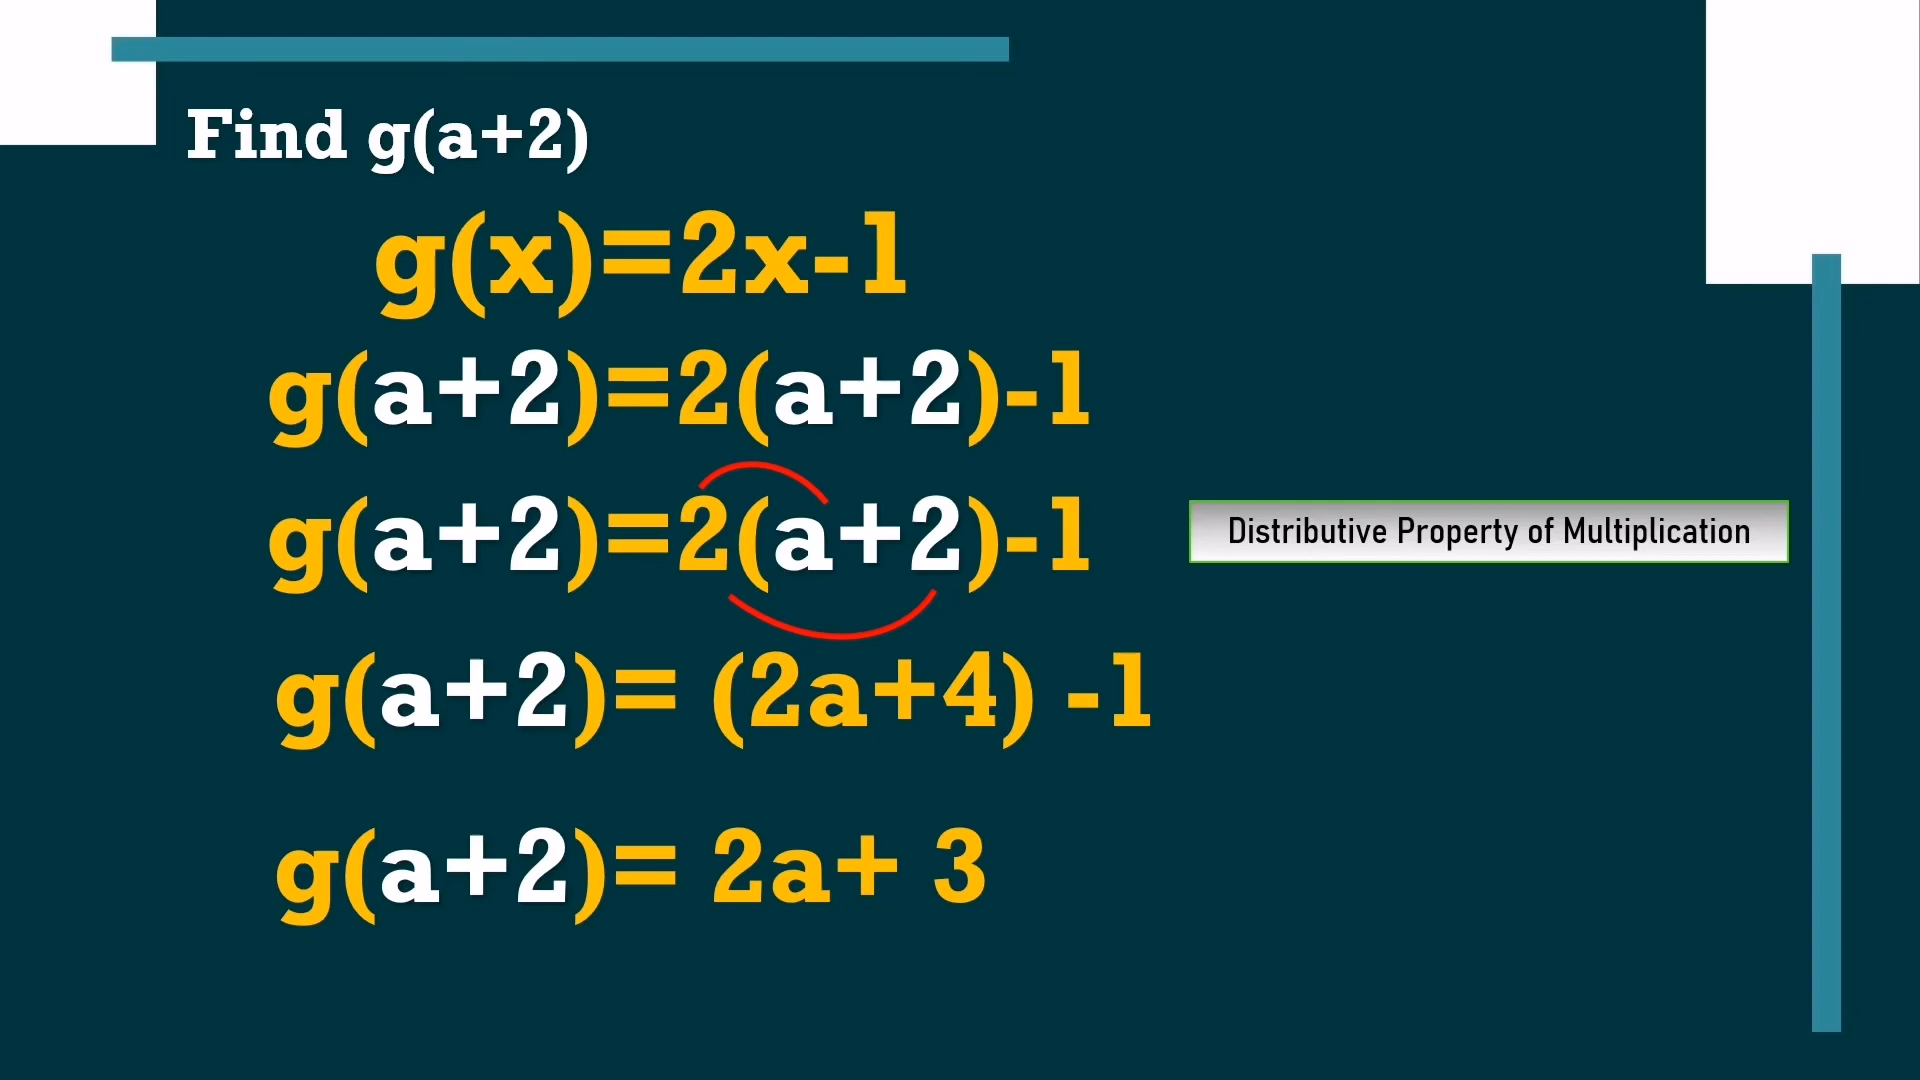 Find g(a+2)
g(x)=2x-1
g(a+2)=2(a+2)-1
g(a+2)=2(a+2)-1
Distributive Property of Multiplication
g(a+2)= (2a+4) -1
g(a+2)= 2a+ 3